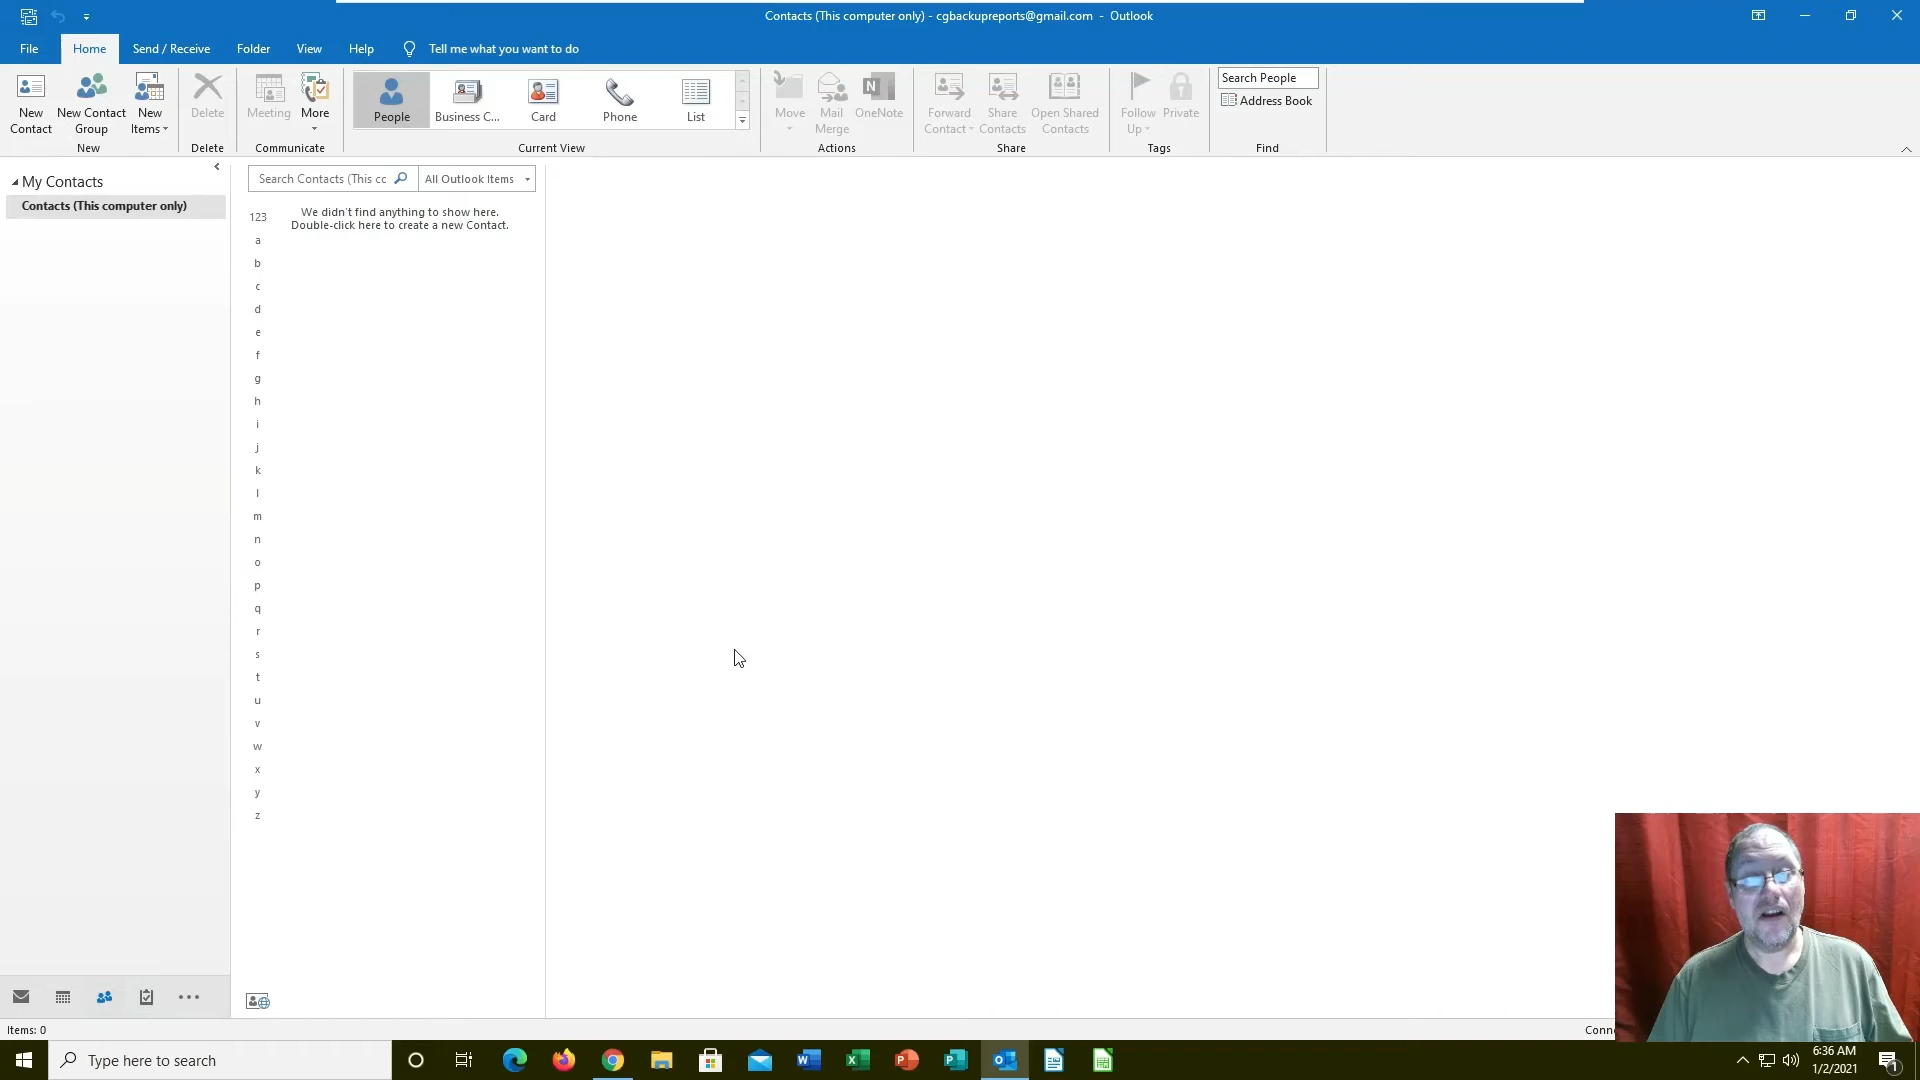 Contacts (This computer only) - cgbackupreports@gmail.com - Outlook
File Home Send / Receive Folder View Help Tell me what you want to do
New Contact
New Contact Group
New Items
New
Delete
Delete
Meeting
More
Communicate
People
Business C...
Card
Phone
List
Current View
Move
Mail Merge
OneNote
Actions
Forward Contact
Share Contacts
Open Shared Contacts
Share
Follow Up
Private
Tags
Search People
Address Book
Find
My Contacts
Contacts (This computer only)
Search Contacts (This cc
All Outlook Items
We didn't find anything to show here.
Double-click here to create a new Contact.
123
a
b
c
d
e
f
g
h
i
j
k
l
m
n
o
p
q
r
s
t
u
v
w
x
y
z
Items: 0
Conne
Type here to search
6:36 AM
1/2/2021
1